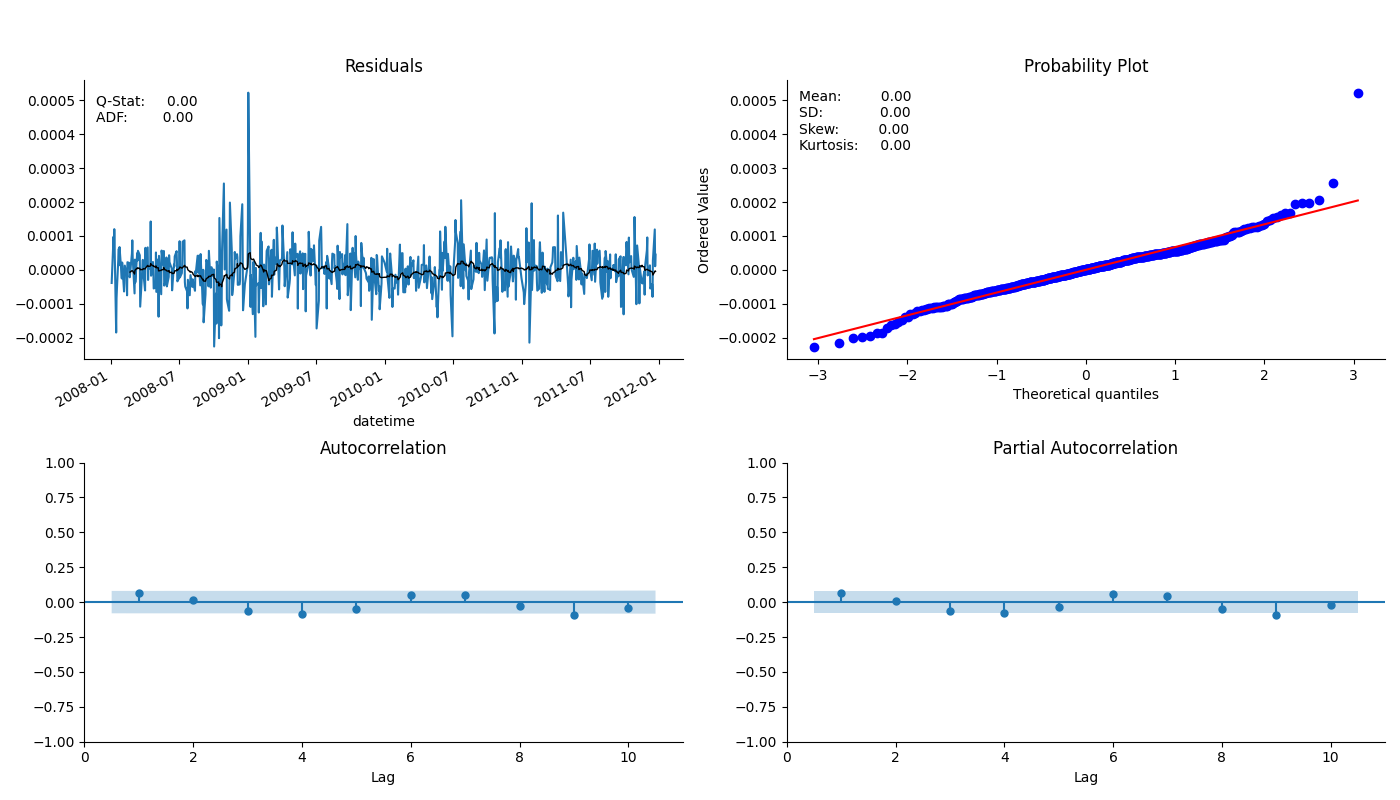 Residuals
Q-Stat: 0.00
ADF: 0.00
0.0005
0.0004
0.0003
0.0002
0.0001
0.0000
−0.0001
−0.0002
2008-01
2008-07
2009-01
2009-07
2010-01
2010-07
2011-01
2011-07
2012-01
datetime
Probability Plot
Mean: 0.00
SD: 0.00
Skew: 0.00
Kurtosis: 0.00
Ordered Values
0.0005
0.0004
0.0003
0.0002
0.0001
0.0000
−0.0001
−0.0002
−3 −2 −1 0 1 2 3
Theoretical quantiles
Autocorrelation
1.00
0.75
0.50
0.25
0.00
−0.25
−0.50
−0.75
−1.00
0 2 4 6 8 10
Lag
Partial Autocorrelation
1.00
0.75
0.50
0.25
0.00
−0.25
−0.50
−0.75
−1.00
0 2 4 6 8 10
Lag